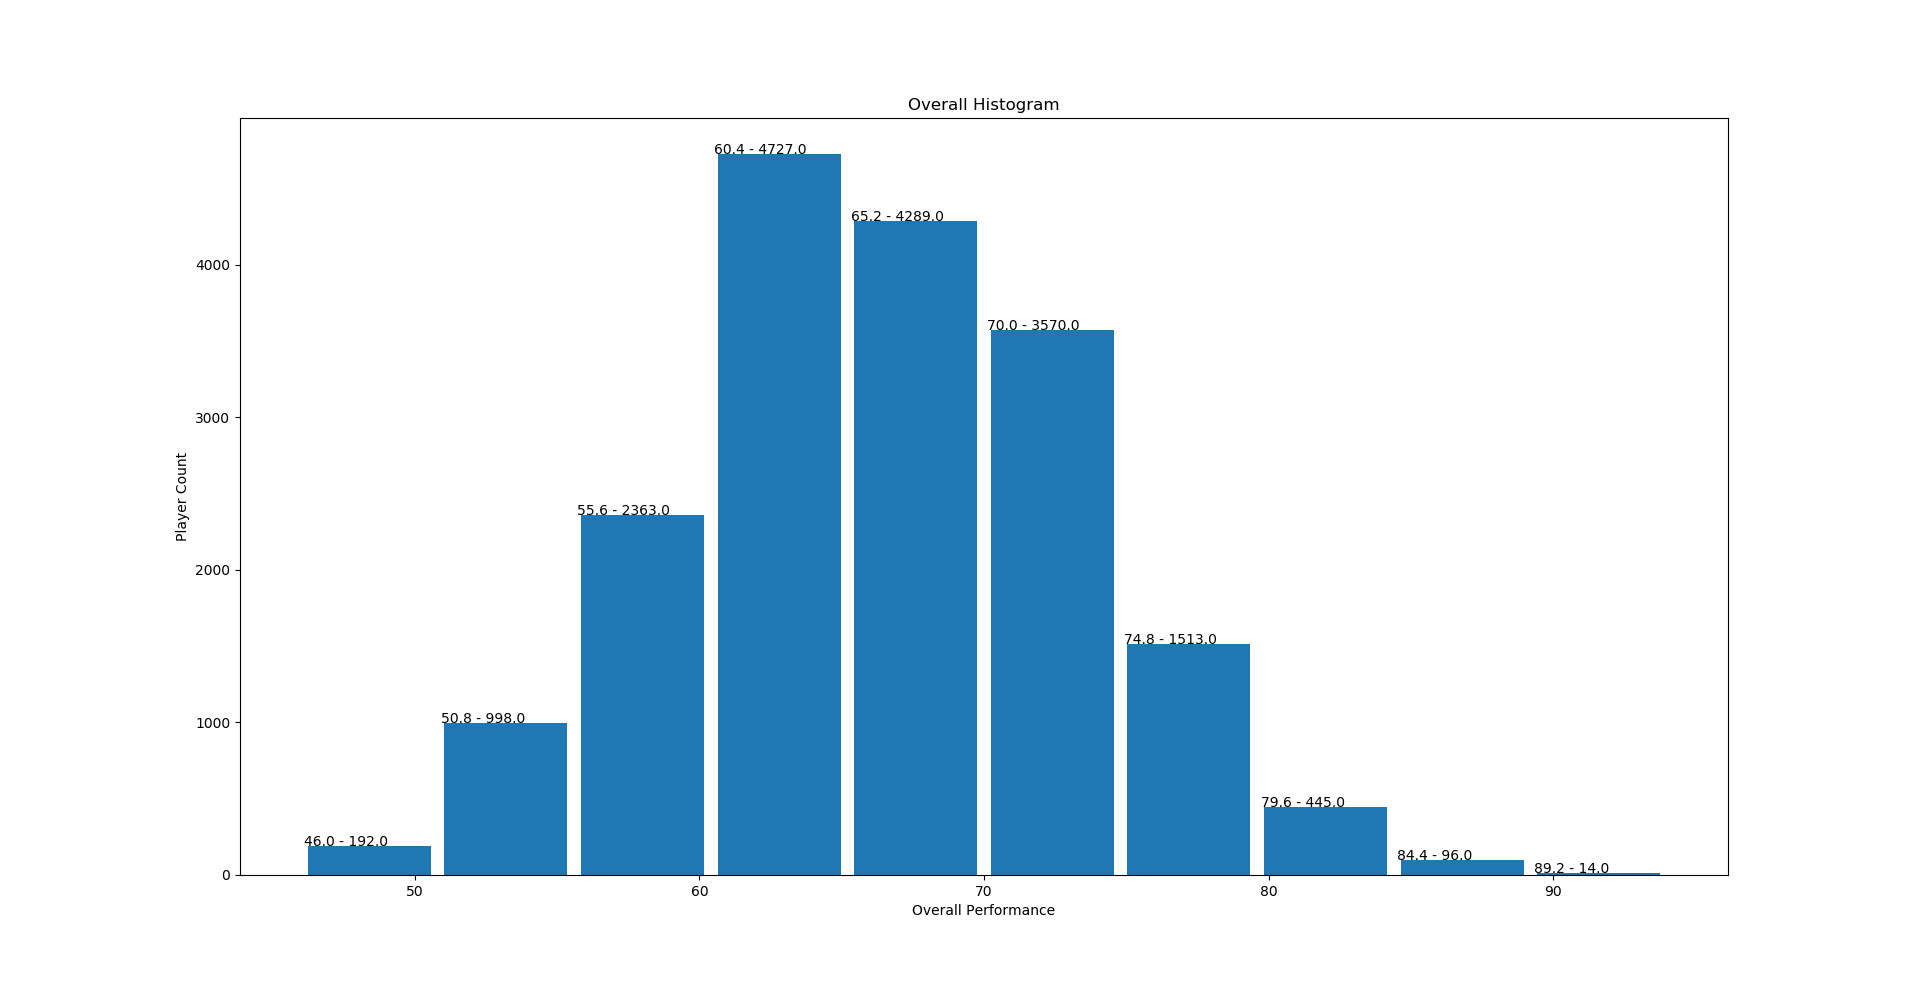 Overall Histogram
60.4 - 4727.0
65.2 - 4289.0
4000
70.0 - 3570.0
3000
Player Count
55.6 - 2363.0
2000
74.8 - 1513.0
1000
50.8 - 998.0
79.6 - 445.0
46.0 - 192.0
84.4 - 96.0
89.2 - 14.0
0
50 60 70 80 90
Overall Performance